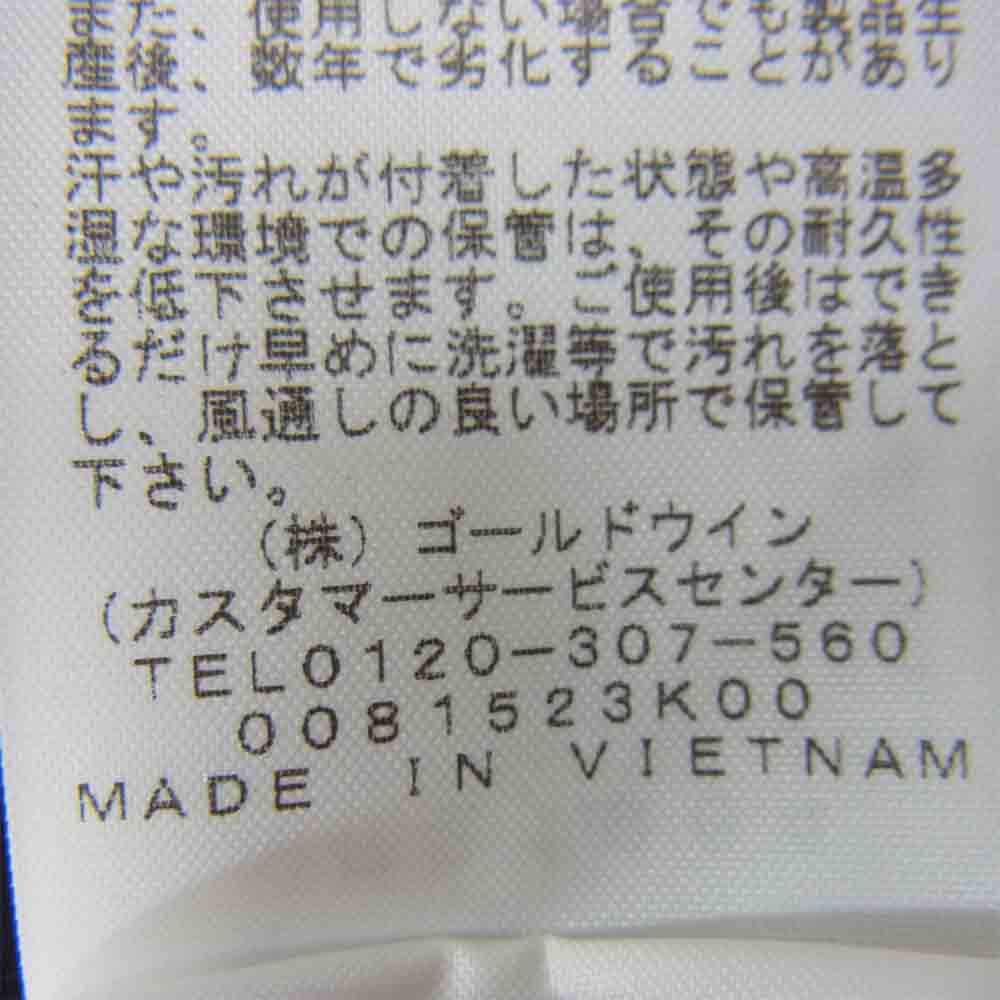 また、使用しない場合でも製品生
産後、数年で劣化することがあり
ます。
汗や汚れが付着した状態や高温多
湿な環境での保管は、その耐久性
を低下させます。ご使用後はでき
るだけ早めに洗濯等で汚れを落と
し、風通しの良い場所で保管して
下さい。
(株) ゴールドウイン
(カスタマーサービスセンター)
TEL0120-307-560
0081523K00
MADE IN VIETNAM